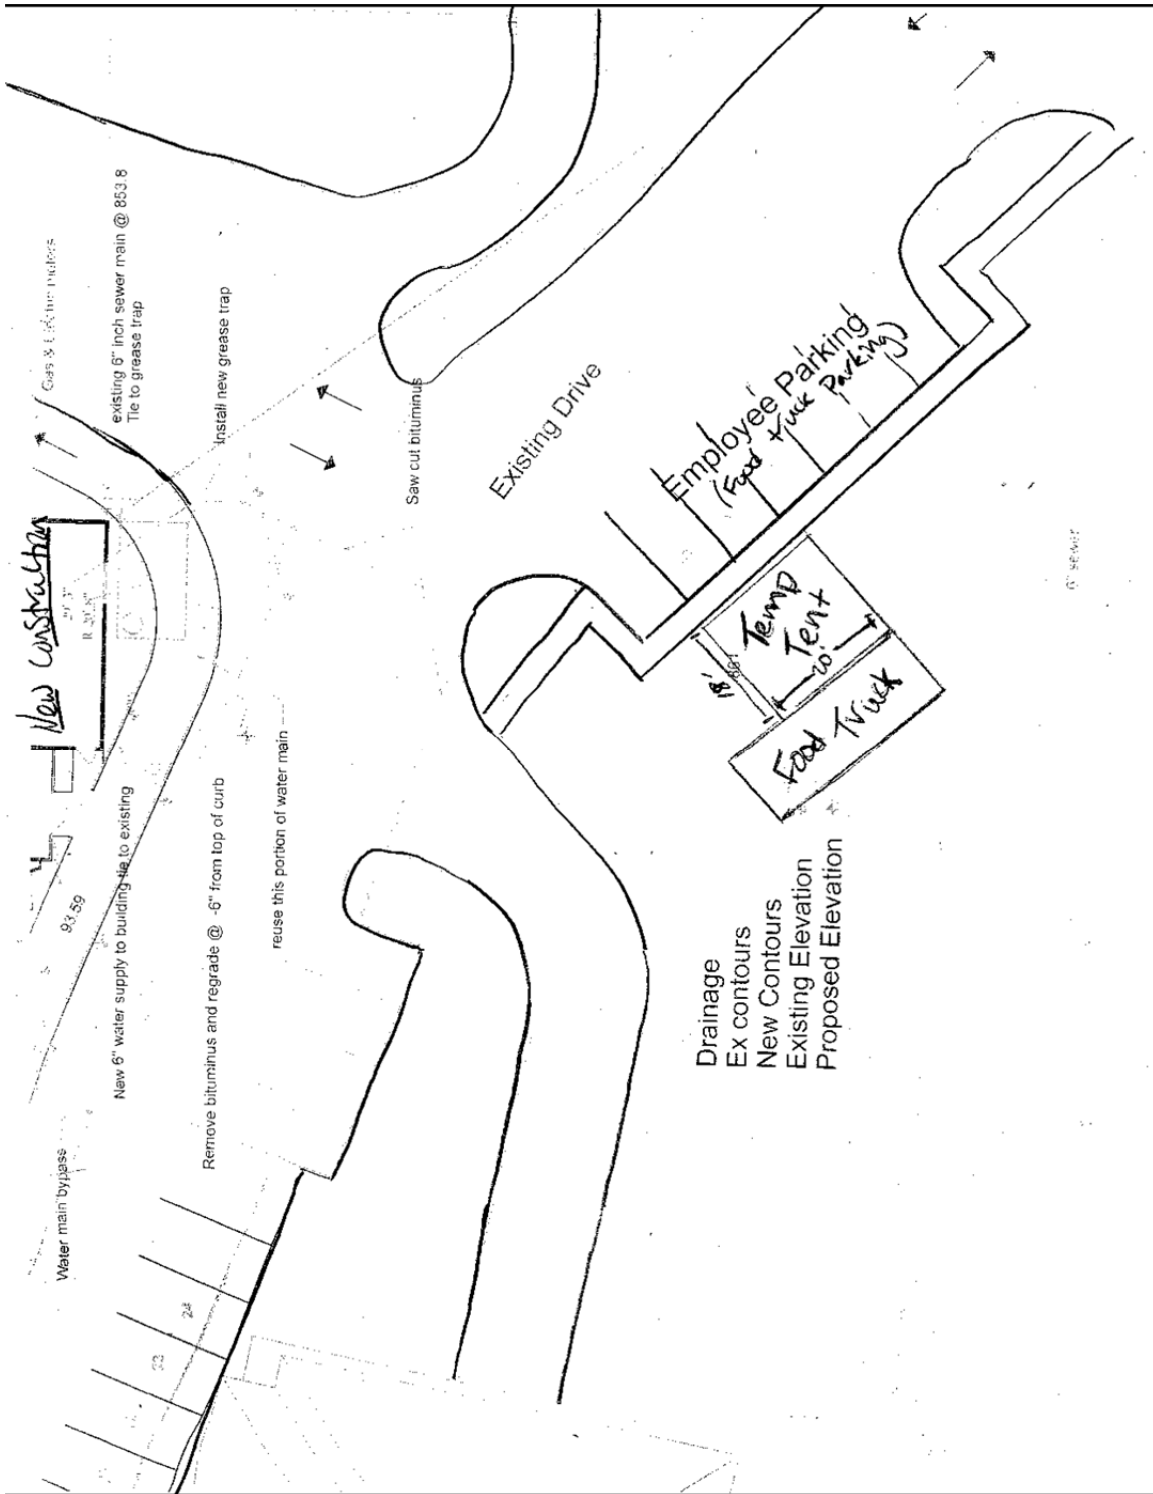 Gas & Electric meters
existing 6" inch sewer main @ 853.8
Tie to grease trap
Install new grease trap
New Construction
Saw cut bituminus
Existing Drive
Employee Parking
(Food truck Parking)
Temp
Tent
18'
20'
Food Truck
6" sewer
New 6" water supply to building tie to existing
93.59
Remove bituminus and regrade @ -6" from top of curb
reuse this portion of water main
Water main bypass
Drainage
Ex contours
New Contours
Existing Elevation
Proposed Elevation
24
23